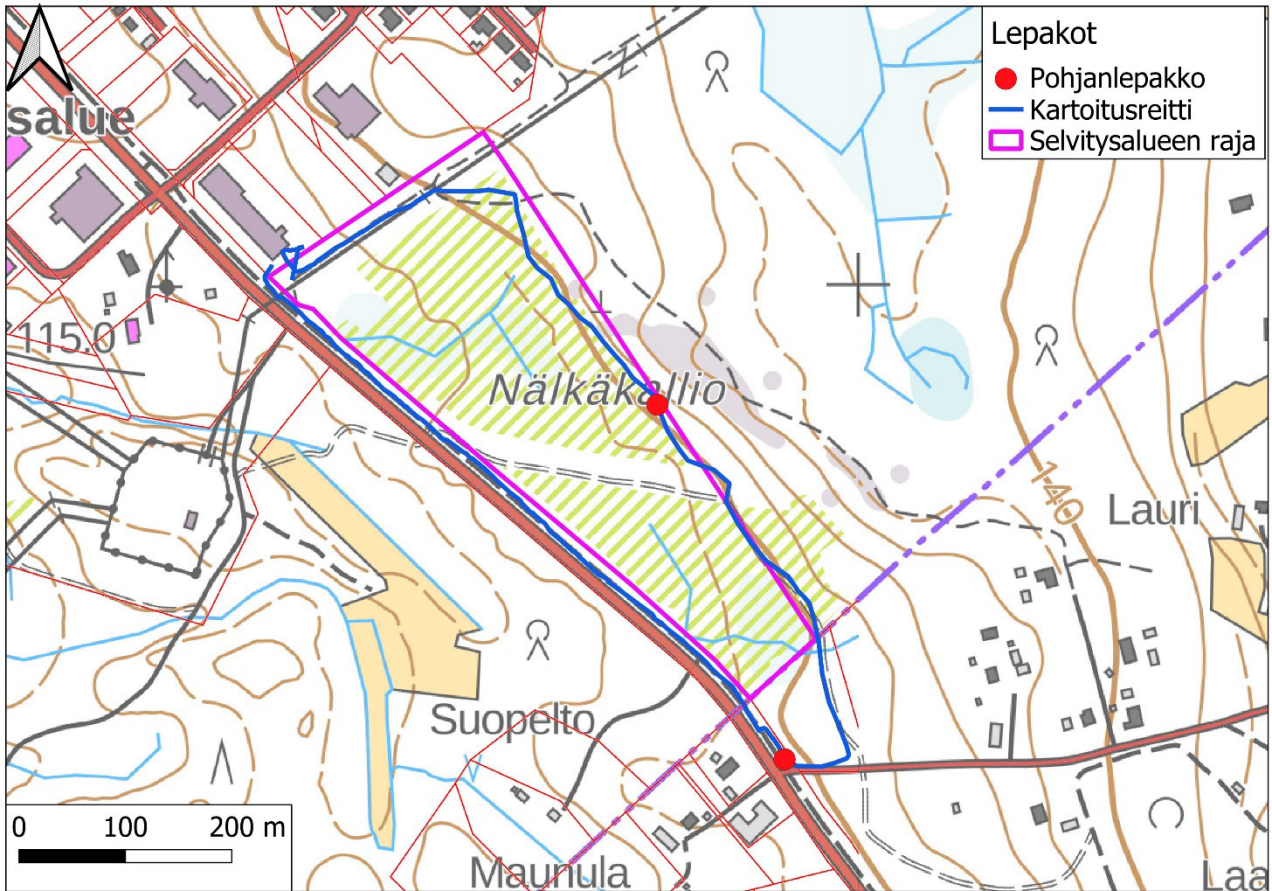 Lepakot
Pohjanlepakko
Kartoitusreitti
Selvitysalueen raja
salue
115.0
Nälkäkallio
140
Lauri
Suopelto
Maunula
Laa
0 100 200 m